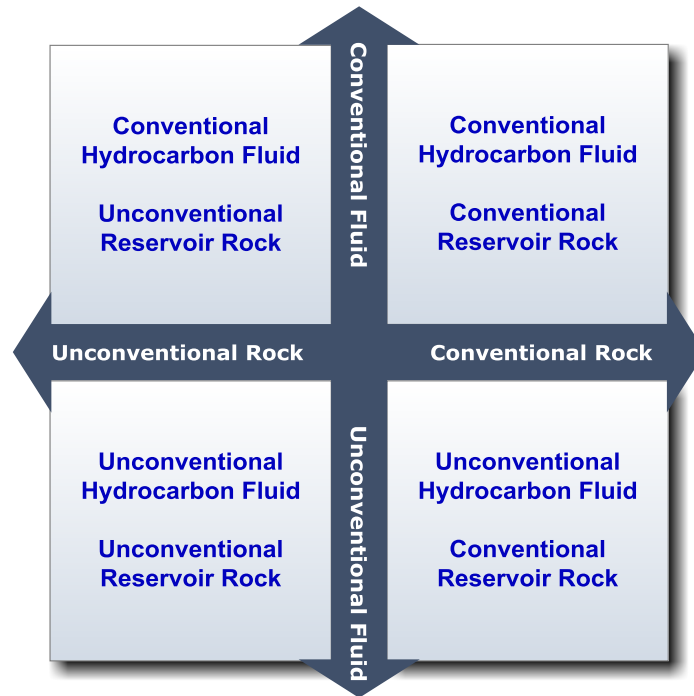 Conventional Fluid
Conventional
Hydrocarbon Fluid
Unconventional
Reservoir Rock
Conventional
Hydrocarbon Fluid
Conventional
Reservoir Rock
Unconventional Rock
Conventional Rock
Unconventional
Hydrocarbon Fluid
Unconventional
Reservoir Rock
Unconventional Fluid
Unconventional
Hydrocarbon Fluid
Conventional
Reservoir Rock